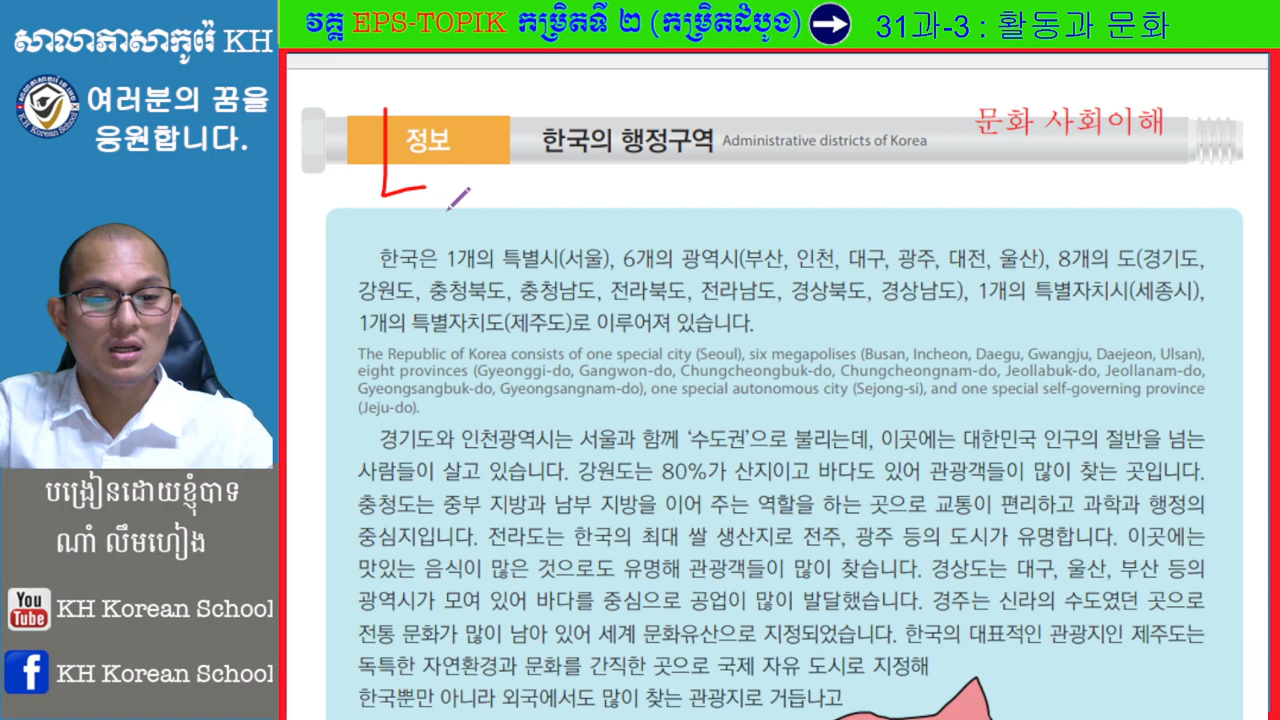 សាលាភាសាកូរ៉េ KH
여러분의 꿈을
응원합니다.
វគ្គ EPS-TOPIK កម្រិតទី ២ (កម្រិតដំបូង)
31과-3 : 활동과 문화
정보
한국의 행정구역 Administrative districts of Korea
문화 사회이해
한국은 1개의 특별시(서울), 6개의 광역시(부산, 인천, 대구, 광주, 대전, 울산), 8개의 도(경기도,
강원도, 충청북도, 충청남도, 전라북도, 전라남도, 경상북도, 경상남도), 1개의 특별자치시(세종시),
1개의 특별자치도(제주도)로 이루어져 있습니다.
The Republic of Korea consists of one special city (Seoul), six megapolises (Busan, Incheon, Daegu, Gwangju, Daejeon, Ulsan),
eight provinces (Gyeonggi-do, Gangwon-do, Chungcheongbuk-do, Chungcheongnam-do, Jeollabuk-do, Jeollanam-do,
Gyeongsangbuk-do, Gyeongsangnam-do), one special autonomous city (Sejong-si), and one special self-governing province
(Jeju-do).
경기도와 인천광역시는 서울과 함께 ‘수도권’으로 불리는데, 이곳에는 대한민국 인구의 절반을 넘는
사람들이 살고 있습니다. 강원도는 80%가 산지이고 바다도 있어 관광객들이 많이 찾는 곳입니다.
충청도는 중부 지방과 남부 지방을 이어 주는 역할을 하는 곳으로 교통이 편리하고 과학과 행정의
중심지입니다. 전라도는 한국의 최대 쌀 생산지로 전주, 광주 등의 도시가 유명합니다. 이곳에는
맛있는 음식이 많은 것으로도 유명해 관광객들이 많이 찾습니다. 경상도는 대구, 울산, 부산 등의
광역시가 모여 있어 바다를 중심으로 공업이 많이 발달했습니다. 경주는 신라의 수도였던 곳으로
전통 문화가 많이 남아 있어 세계 문화유산으로 지정되었습니다. 한국의 대표적인 관광지인 제주도는
독특한 자연환경과 문화를 간직한 곳으로 국제 자유 도시로 지정해
한국뿐만 아니라 외국에서도 많이 찾는 관광지로 거듭나고
បង្រៀនដោយខ្ញុំបាទ
ណាំ លឹមហៀង
You Tube KH Korean School
f KH Korean School